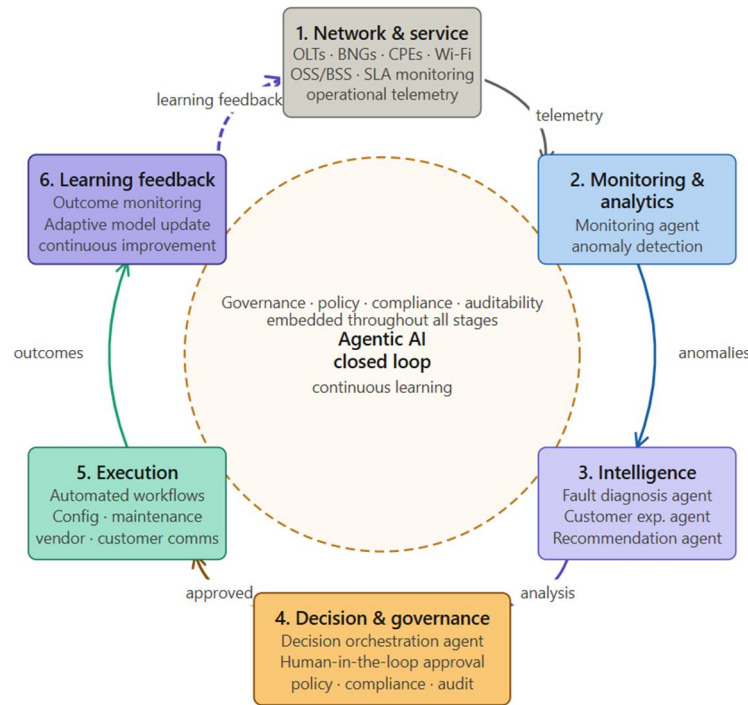 1. Network & service
OLTs · BNGs · CPEs · Wi-Fi
OSS/BSS · SLA monitoring
operational telemetry
learning feedback
telemetry
6. Learning feedback
Outcome monitoring
Adaptive model update
continuous improvement
2. Monitoring &
analytics
Monitoring agent
anomaly detection
Governance · policy · compliance · auditability
embedded throughout all stages
Agentic AI
closed loop
continuous learning
outcomes
anomalies
5. Execution
Automated workflows
Config · maintenance
vendor · customer comms
3. Intelligence
Fault diagnosis agent
Customer exp. agent
Recommendation agent
approved
analysis
4. Decision & governance
Decision orchestration agent
Human-in-the-loop approval
policy · compliance · audit